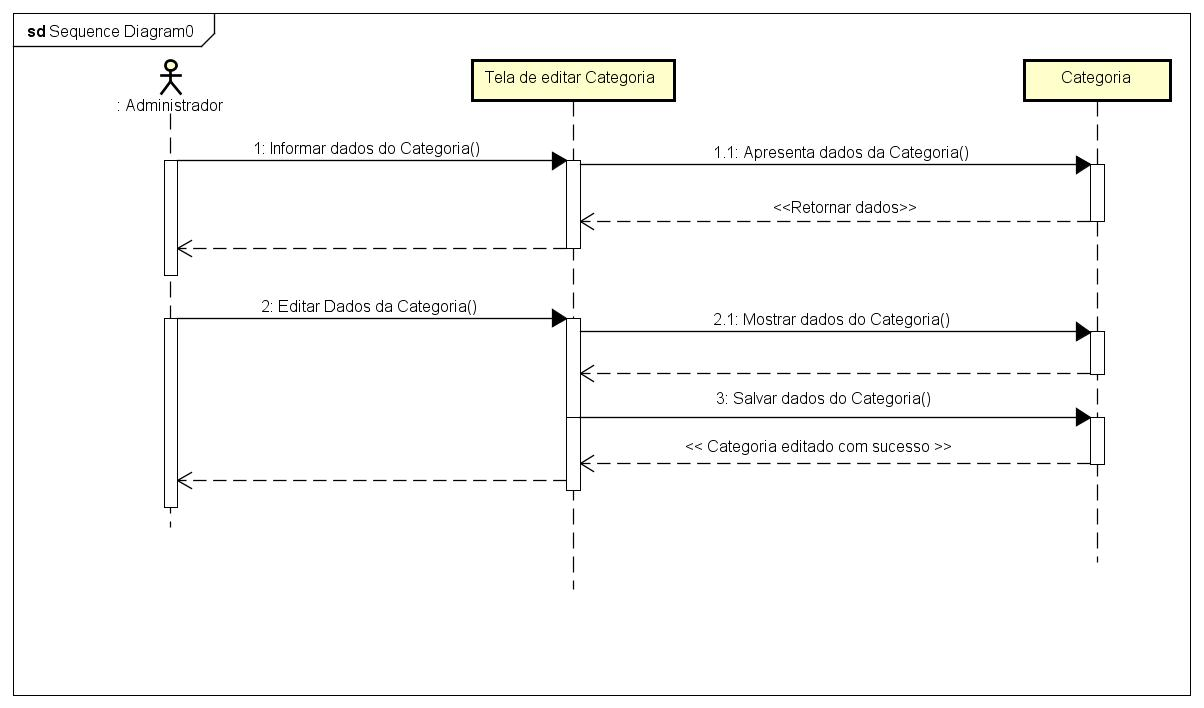 sd Sequence Diagram0
: Administrador
Tela de editar Categoria
Categoria
1: Informar dados do Categoria()
1.1: Apresenta dados da Categoria()
<<Retornar dados>>
2: Editar Dados da Categoria()
2.1: Mostrar dados do Categoria()
3: Salvar dados do Categoria()
<< Categoria editado com sucesso >>